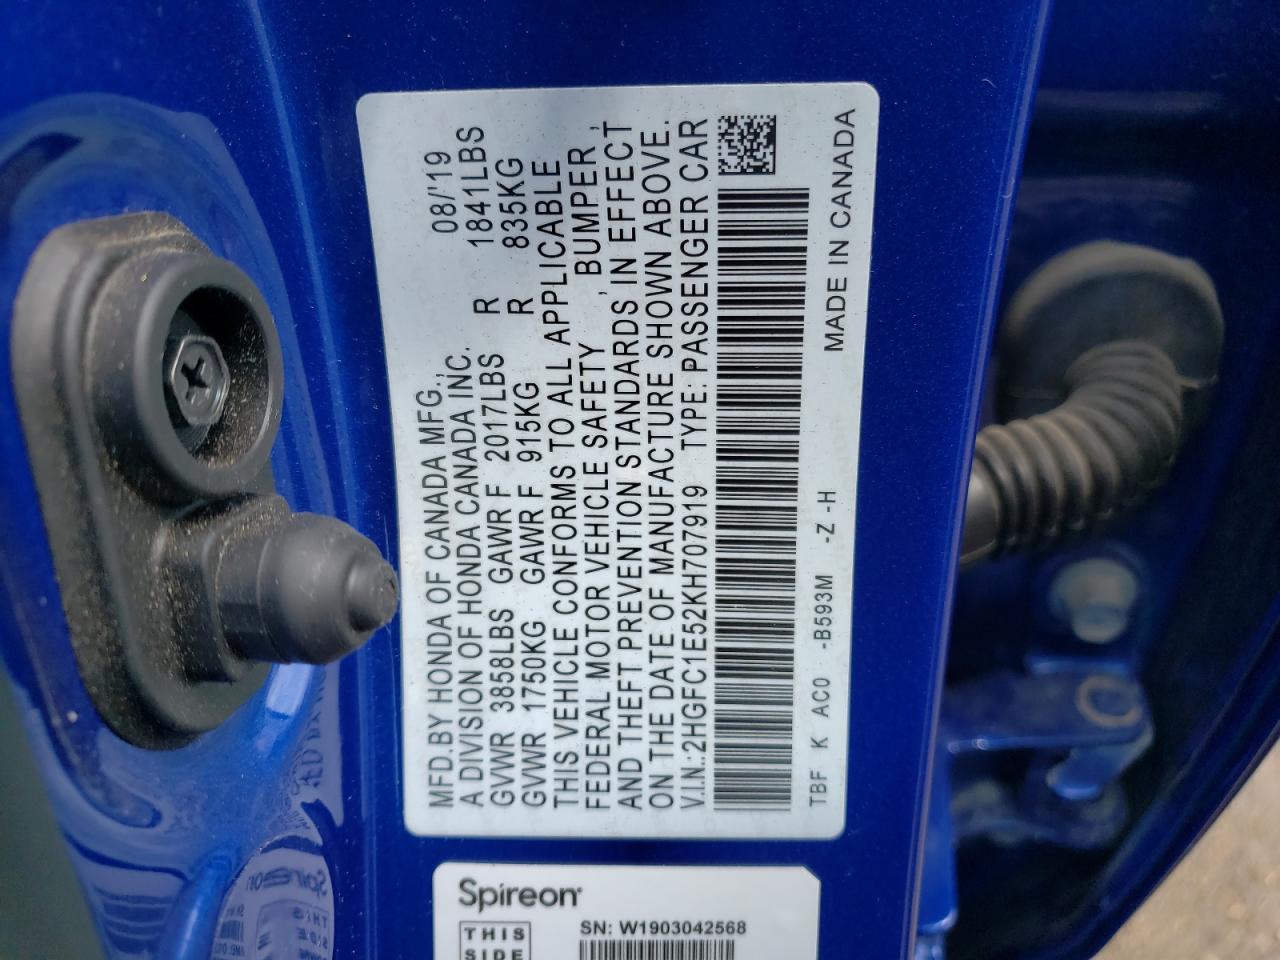 MFD.BY HONDA OF CANADA MFG., 08/'19
A DIVISION OF HONDA CANADA INC.
GVWR 3858LBS GAWR F 2017LBS R 1841LBS
GVWR 1750KG GAWR F 915KG R 835KG
THIS VEHICLE CONFORMS TO ALL APPLICABLE
FEDERAL MOTOR VEHICLE SAFETY , BUMPER ,
AND THEFT PREVENTION STANDARDS IN EFFECT
ON THE DATE OF MANUFACTURE SHOWN ABOVE.
V.I.N.:2HGFC1E52KH707919 TYPE:PASSENGER CAR
TBF K AC0 -B593M -Z -H
MADE IN CANADA
Spireon
SN: W1903042568
THIS
SIDE